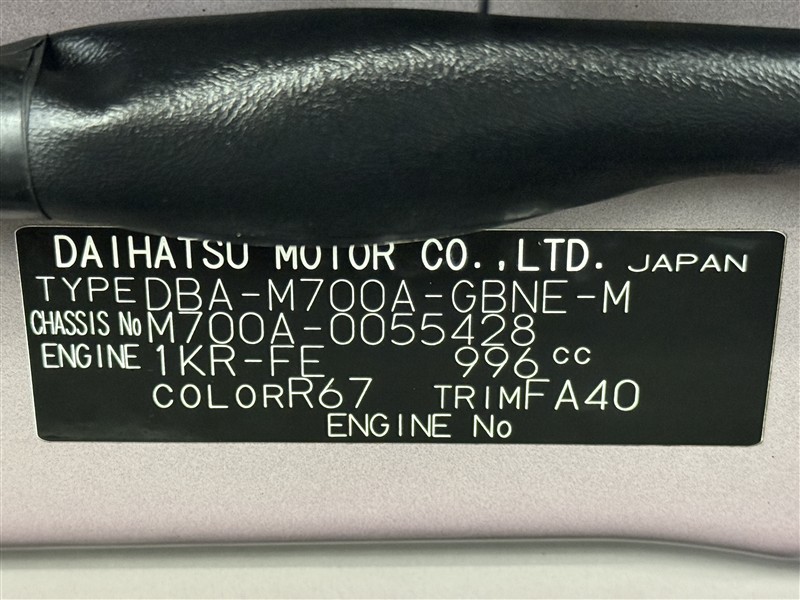 DAIHATSU MOTOR CO.,LTD. JAPAN
TYPE DBA-M700A-GBNE-M
CHASSIS No M700A-0055428
ENGINE 1KR-FE 996 cc
COLOR R67 TRIM FA40
ENGINE No